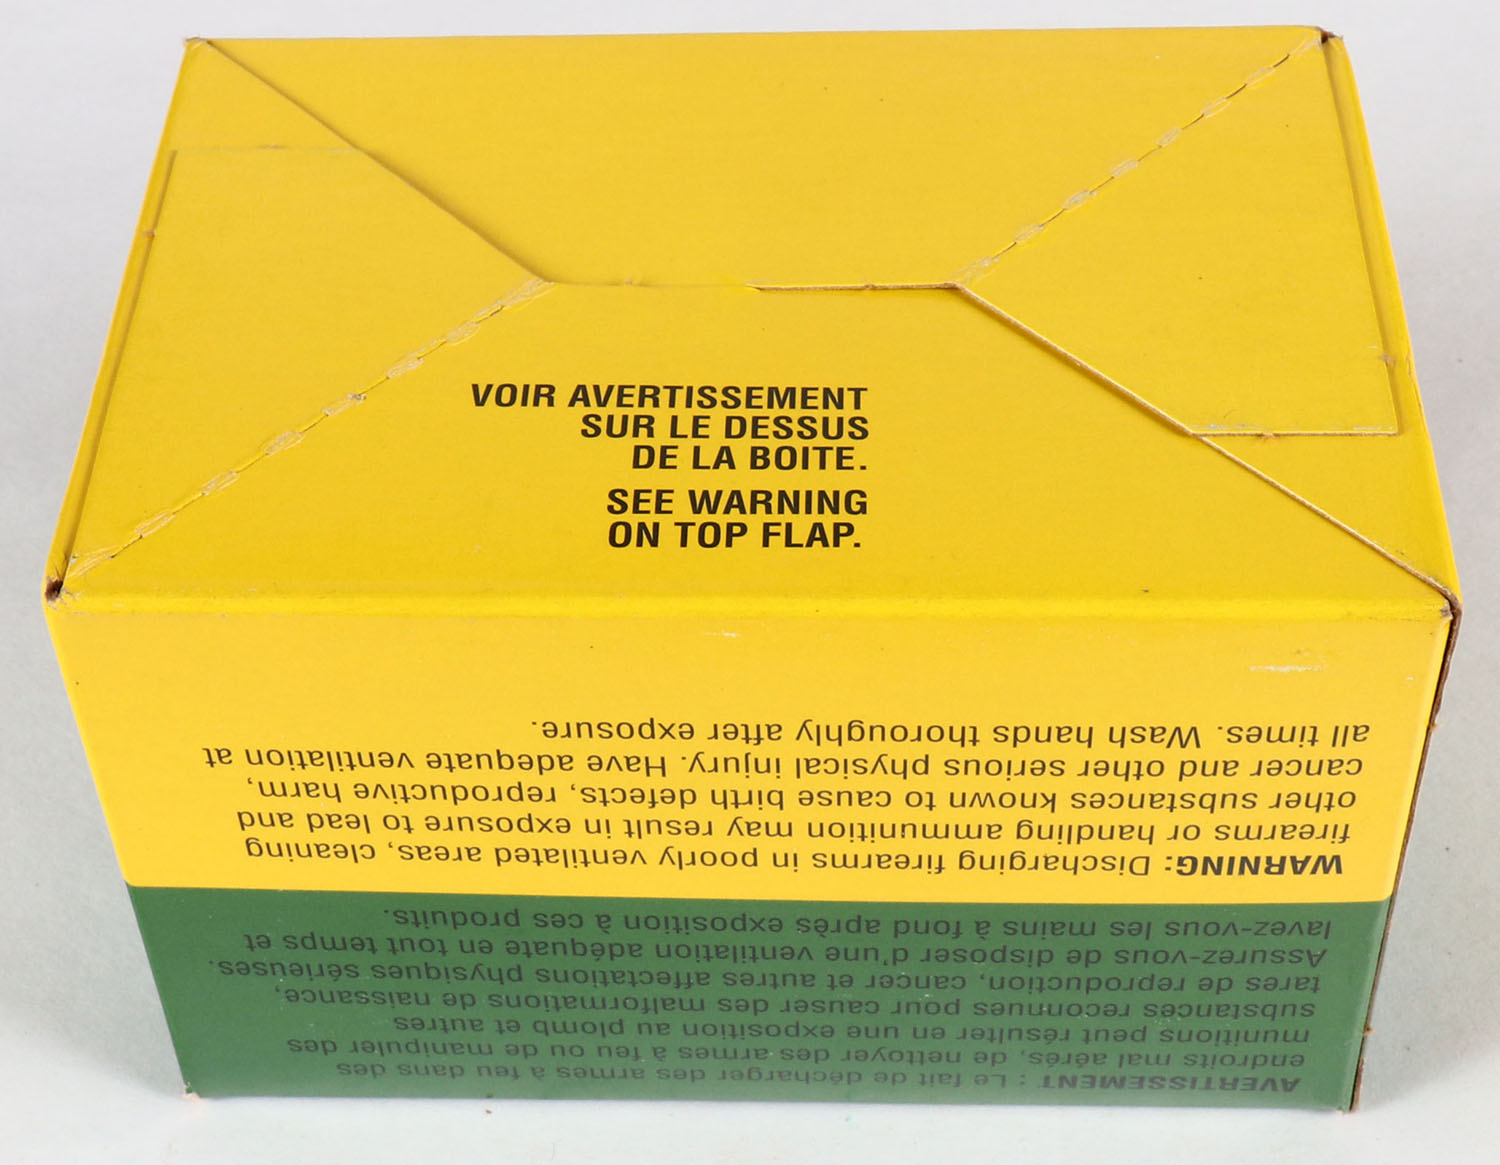 VOIR AVERTISSEMENT
SUR LE DESSUS
DE LA BOITE.
SEE WARNING
ON TOP FLAP.
AVERTISSEMENT : Le fait de décharger des armes à feu dans des
endroits mal aérés, de nettoyer des armes à feu ou de manipuler des
munitions peut résulter en une exposition au plomb et autres
substances reconnues pour causer des malformations de naissance,
tares de reproduction, cancer et autres affectations physiques sérieuses.
Assurez-vous de disposer d'une ventilation adéquate en tout temps et
lavez-vous les mains à fond après exposition à ces produits.
WARNING: Discharging firearms in poorly ventilated areas, cleaning
firearms or handling ammunition may result in exposure to lead and
other substances known to cause birth defects, reproductive harm,
cancer and other serious physical injury. Have adequate ventilation at
all times. Wash hands thoroughly after exposure.